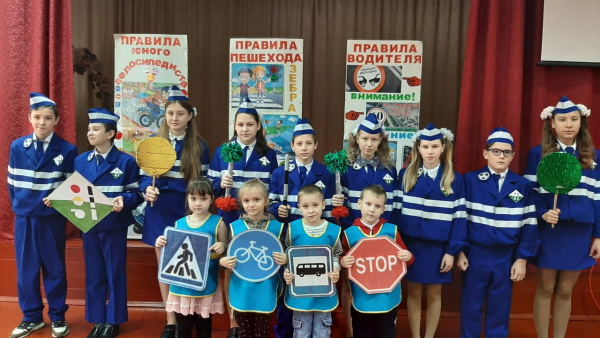 ПРАВИЛА
ЮНОГО
ВЕЛОСИПЕДИСТА
ПРАВИЛА
ПЕШЕХОДА
ЗЕБРА
ПРАВИЛА
ВОДИТЕЛЯ
ВНИМАНИЕ!
STOP